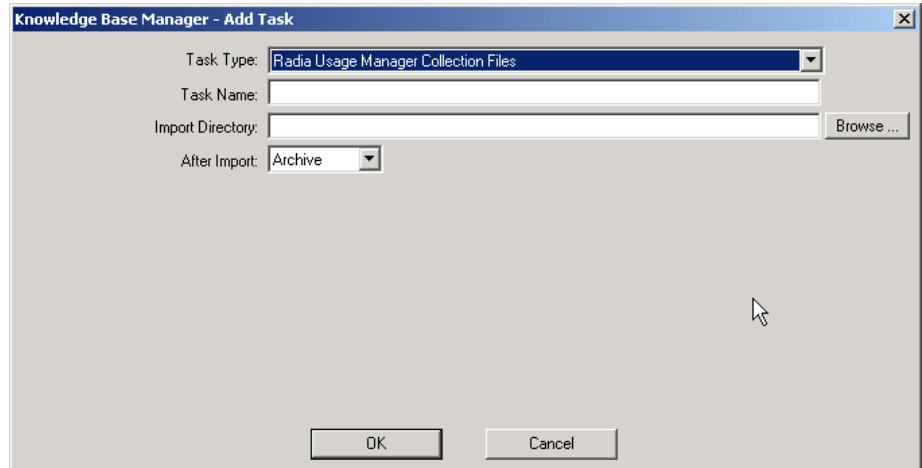 Knowledge Base Manager - Add Task
Task Type: Radia Usage Manager Collection Files
Task Name:
Import Directory: Browse ...
After Import: Archive
OK Cancel